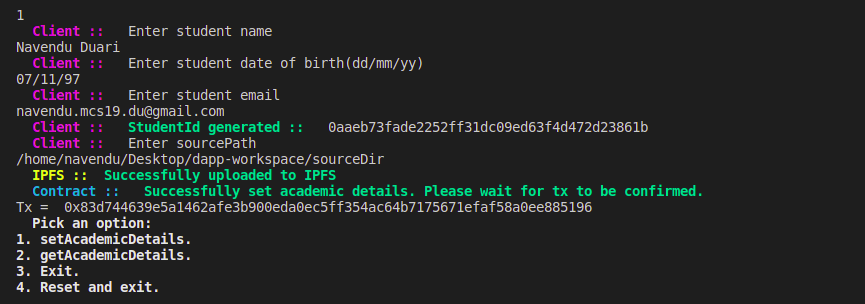 1
Client :: Enter student name
Navendu Duari
Client :: Enter student date of birth(dd/mm/yy)
07/11/97
Client :: Enter student email
navendu.mcs19.du@gmail.com
Client :: StudentId generated :: 0aaeb73fade2252ff31dc09ed63f4d472d23861b
Client :: Enter sourcePath
/home/navendu/Desktop/dapp-workspace/sourceDir
IPFS :: Successfully uploaded to IPFS
Contract :: Successfully set academic details. Please wait for tx to be confirmed.
Tx = 0x83d744639e5a1462afe3b900eda0ec5ff354ac64b7175671efaf58a0ee885196
Pick an option:
1. setAcademicDetails.
2. getAcademicDetails.
3. Exit.
4. Reset and exit.